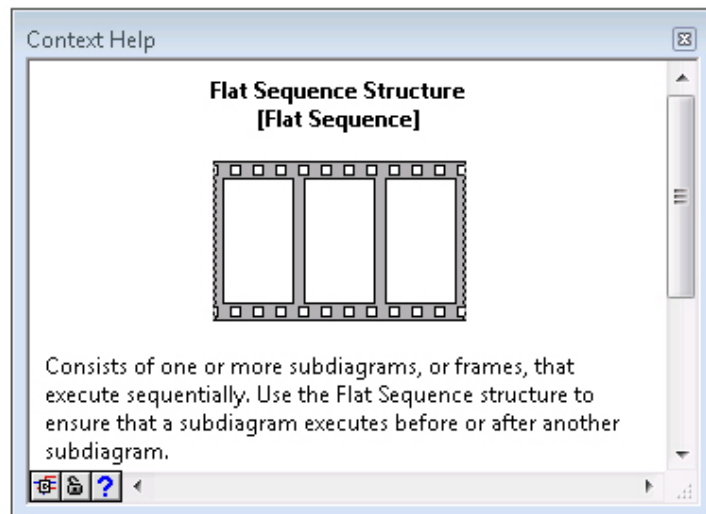 Context Help
Flat Sequence Structure
[Flat Sequence]
Consists of one or more subdiagrams, or frames, that
execute sequentially. Use the Flat Sequence structure to
ensure that a subdiagram executes before or after another
subdiagram.
?